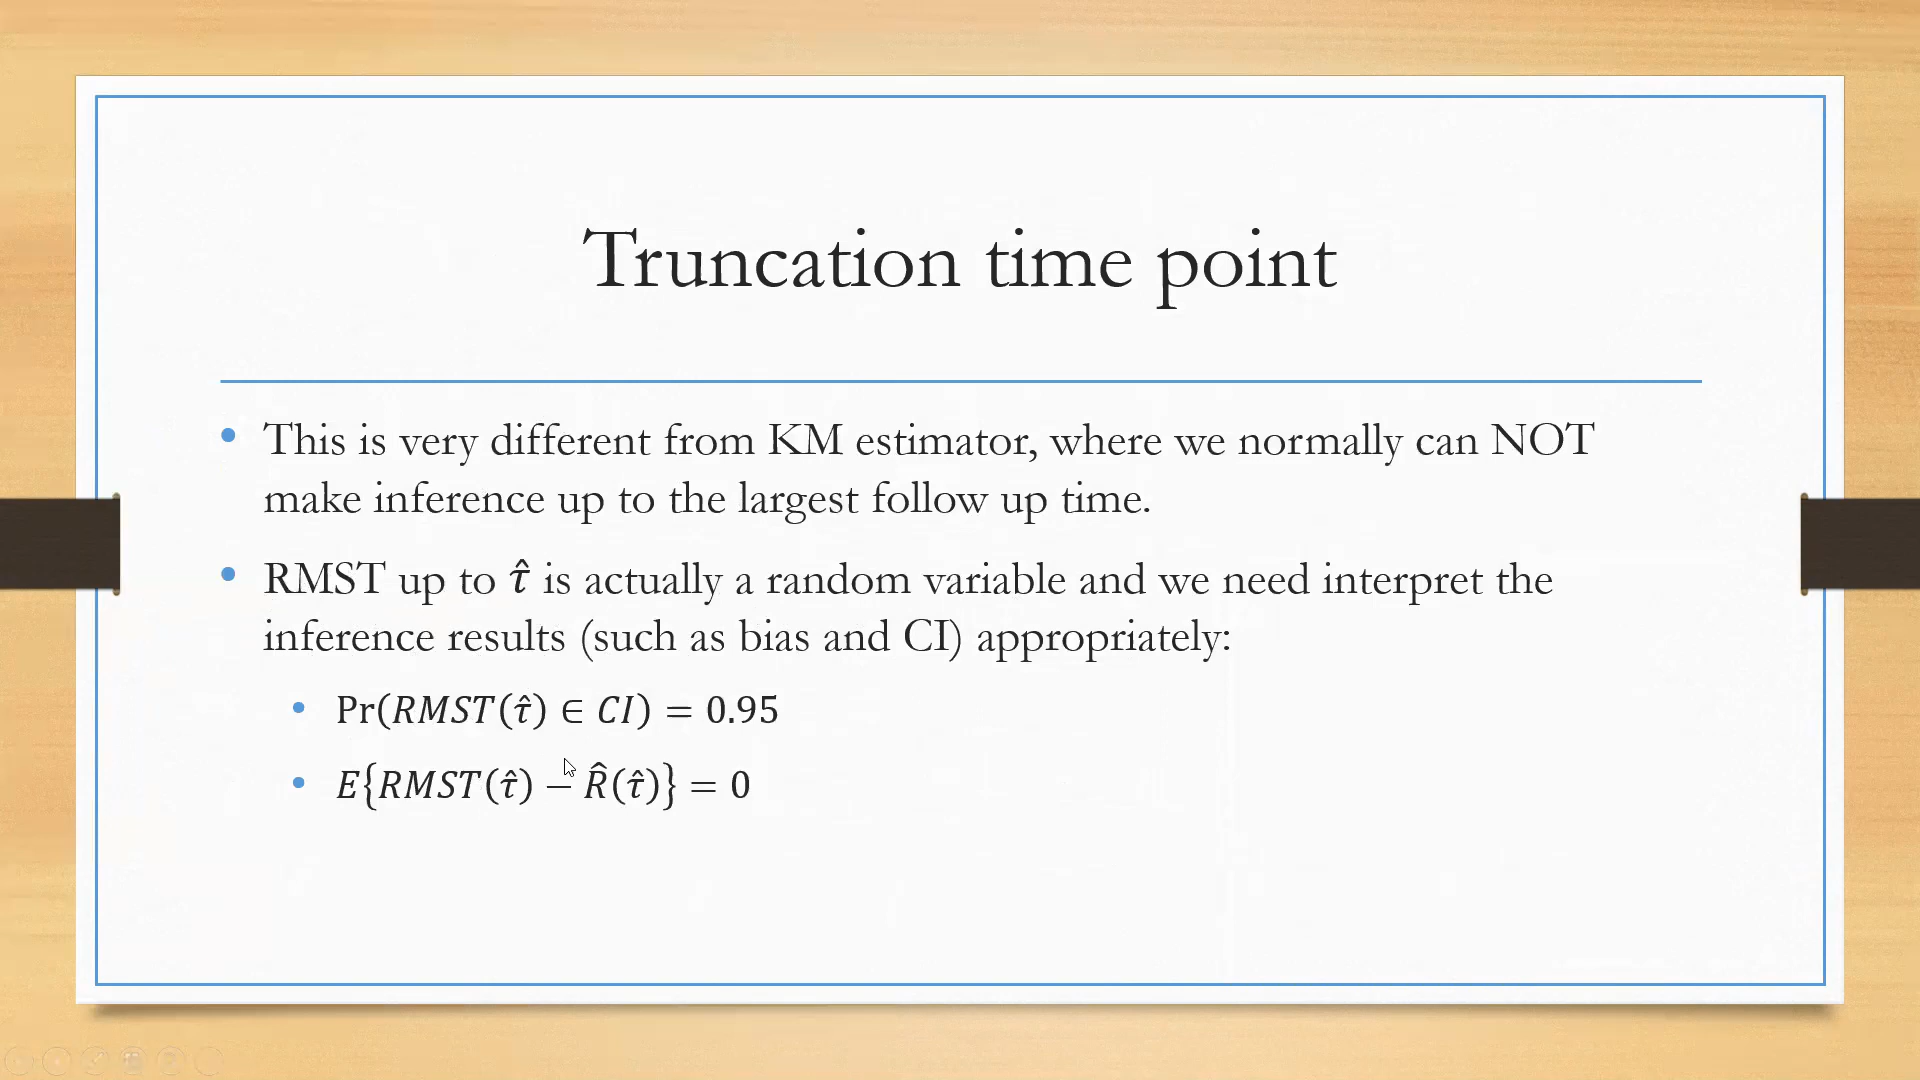 Truncation time point
• This is very different from KM estimator, where we normally can NOT
make inference up to the largest follow up time.
• RMST up to τ̂ is actually a random variable and we need interpret the
inference results (such as bias and CI) appropriately:
• Pr(RMST(τ̂) ∈ CI) = 0.95
• E{RMST(τ̂) − R̂(τ̂)} = 0